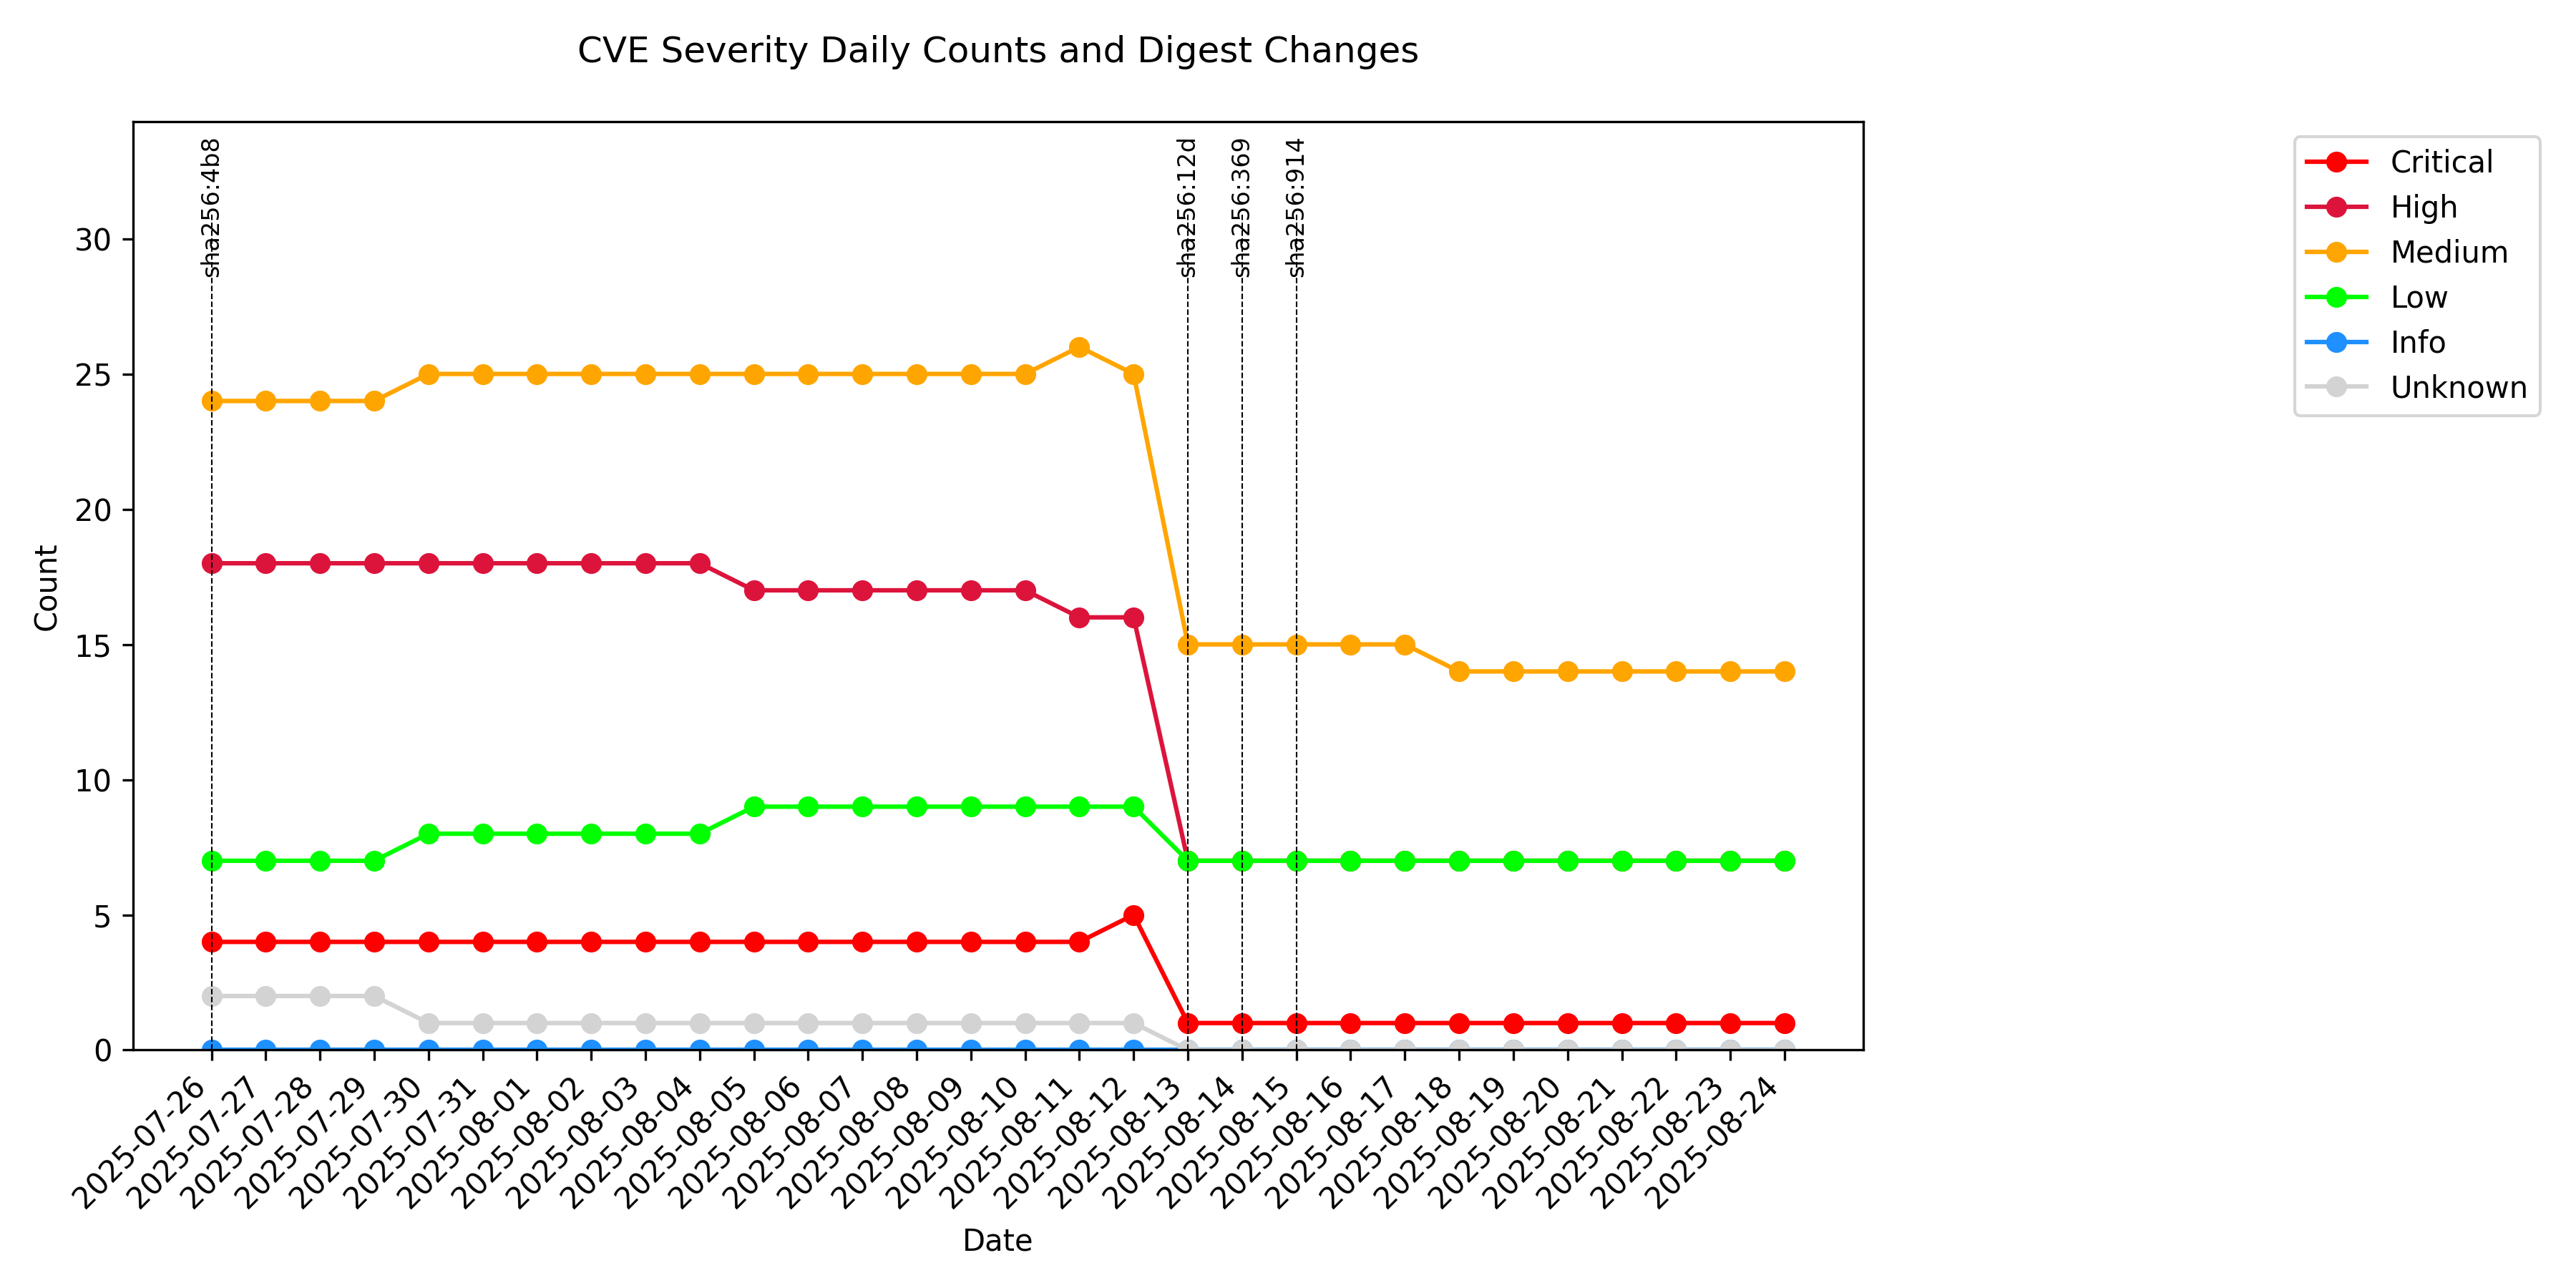 CVE Severity Daily Counts and Digest Changes
sha256:4b8
sha256:12d
sha256:369
sha256:914
Critical
High
Medium
Low
Info
Unknown
Count
30
25
20
15
10
5
0
2025-07-26
2025-07-27
2025-07-28
2025-07-29
2025-07-30
2025-07-31
2025-08-01
2025-08-02
2025-08-03
2025-08-04
2025-08-05
2025-08-06
2025-08-07
2025-08-08
2025-08-09
2025-08-10
2025-08-11
2025-08-12
2025-08-13
2025-08-14
2025-08-15
2025-08-16
2025-08-17
2025-08-18
2025-08-19
2025-08-20
2025-08-21
2025-08-22
2025-08-23
2025-08-24
Date